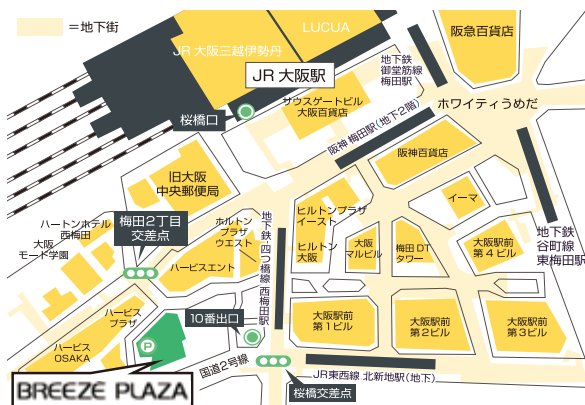 ＝地下街
LUCUA
JR 大阪三越伊勢丹
JR 大阪駅
阪急百貨店
地下鉄
御堂筋線
梅田駅
桜橋口
サウスゲートビル
大阪百貨店
ホワイティうめだ
阪神 梅田駅(地下2階)
阪神百貨店
旧大阪
中央郵便局
イーマ
地下鉄
谷町線
東梅田駅
ハートンホテル
西梅田
梅田2丁目
交差点
ホルトン
プラザ
ウエスト
地下鉄・四つ橋線 西梅田駅
ヒルトンプラザ
イースト
ヒルトン
大阪
大阪
マルビル
梅田 DT
タワー
大阪駅前
第4ビル
大阪
モード学園
ハービスエント
ハービス
プラザ
10番出口
大阪駅前
第1ビル
大阪駅前
第2ビル
大阪駅前
第3ビル
ハービス
OSAKA
P
国道2号線
JR東西線 北新地駅(地下)
BREEZE PLAZA
桜橋交差点